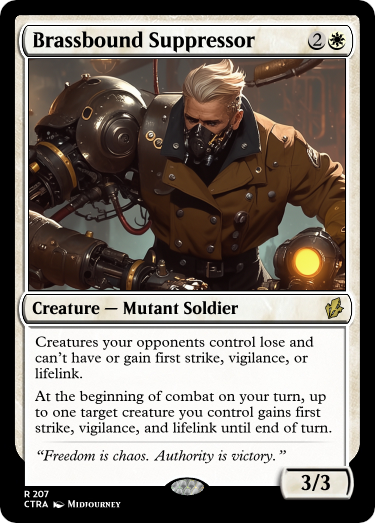 Brassbound Suppressor 2
Creature — Mutant Soldier
Creatures your opponents control lose and
can’t have or gain first strike, vigilance, or
lifelink.
At the beginning of combat on your turn, up
to one target creature you control gains first
strike, vigilance, and lifelink until end of turn.
“Freedom is chaos. Authority is victory.”
3/3
R 207
CTRA Midjourney